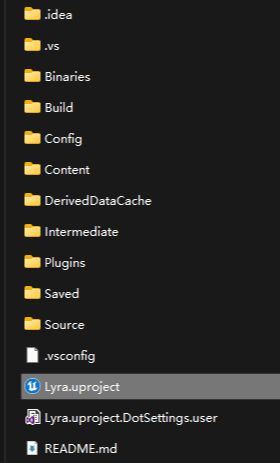 .idea
.vs
Binaries
Build
Config
Content
DerivedDataCache
Intermediate
Plugins
Saved
Source
.vsconfig
Lyra.uproject
Lyra.uproject.DotSettings.user
README.md